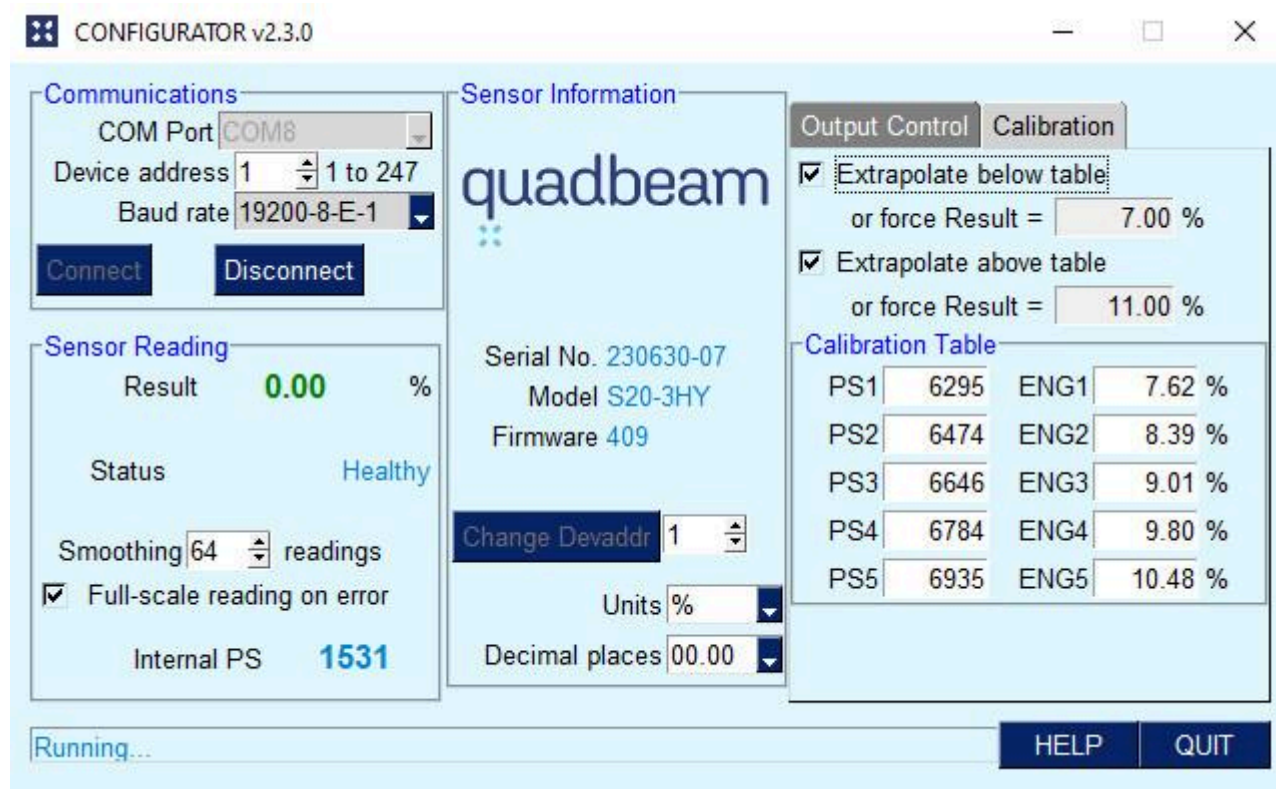 CONFIGURATOR v2.3.0
Communications
COM Port COM8
Device address 1 1 to 247
Baud rate 19200-8-E-1
Connect Disconnect
Sensor Reading
Result 0.00 %
Status Healthy
Smoothing 64 readings
Full-scale reading on error
Internal PS 1531
Sensor Information
quadbeam
Serial No. 230630-07
Model S20-3HY
Firmware 409
Change Devaddr 1
Units %
Decimal places 00.00
Output Control Calibration
Extrapolate below table
or force Result = 7.00 %
Extrapolate above table
or force Result = 11.00 %
Calibration Table
PS1 6295 ENG1 7.62 %
PS2 6474 ENG2 8.39 %
PS3 6646 ENG3 9.01 %
PS4 6784 ENG4 9.80 %
PS5 6935 ENG5 10.48 %
Running...
HELP QUIT